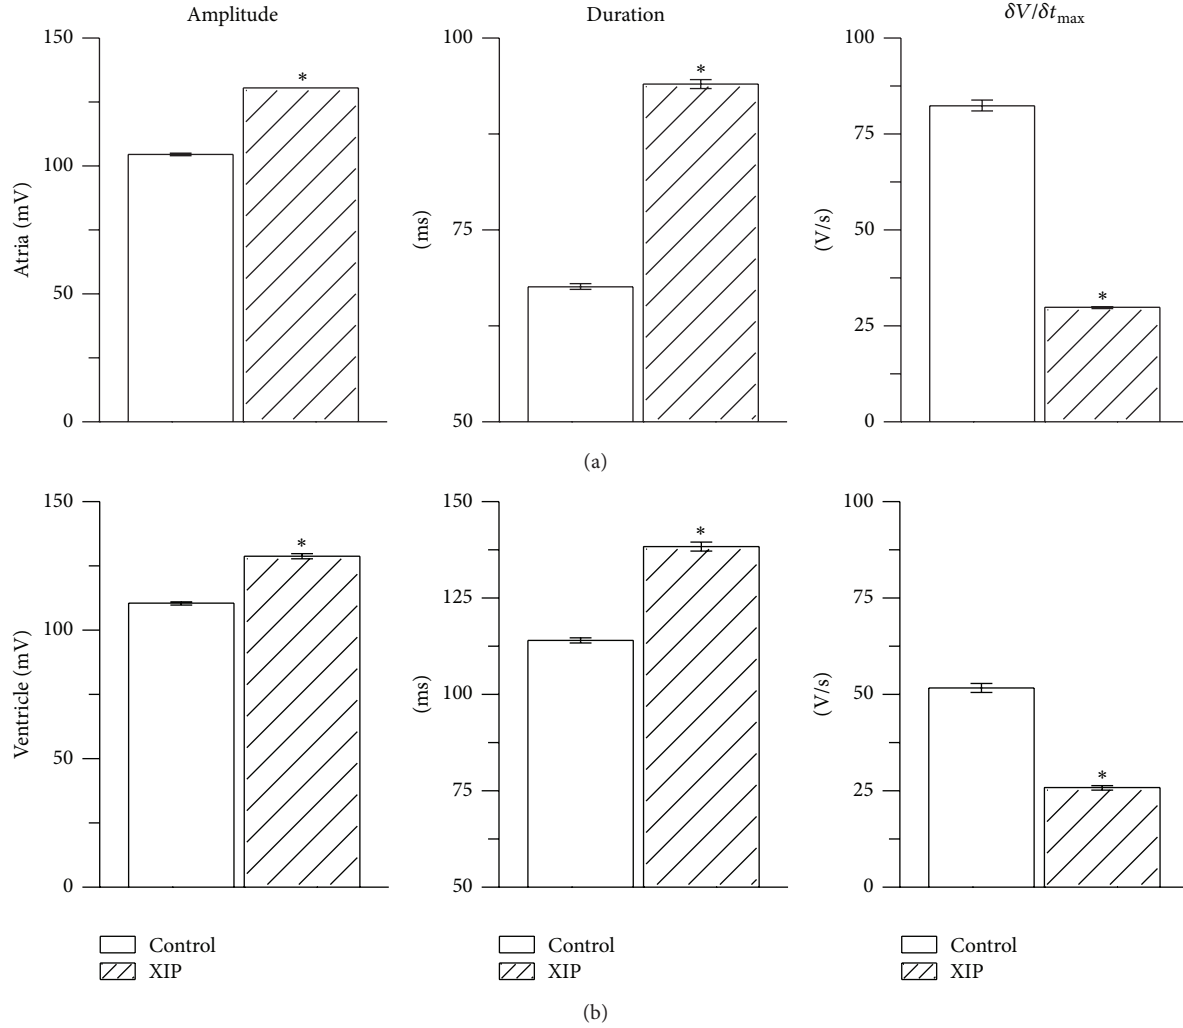 Amplitude
Duration
δV/δt max
150
100
50
0
Atria (mV)
*
100
75
50
(ms)
*
100
75
50
25
0
(V/s)
*
(a)
150
100
50
0
Ventricle (mV)
*
150
125
100
75
50
(ms)
*
100
75
50
25
0
(V/s)
*
Control
XIP
Control
XIP
Control
XIP
(b)